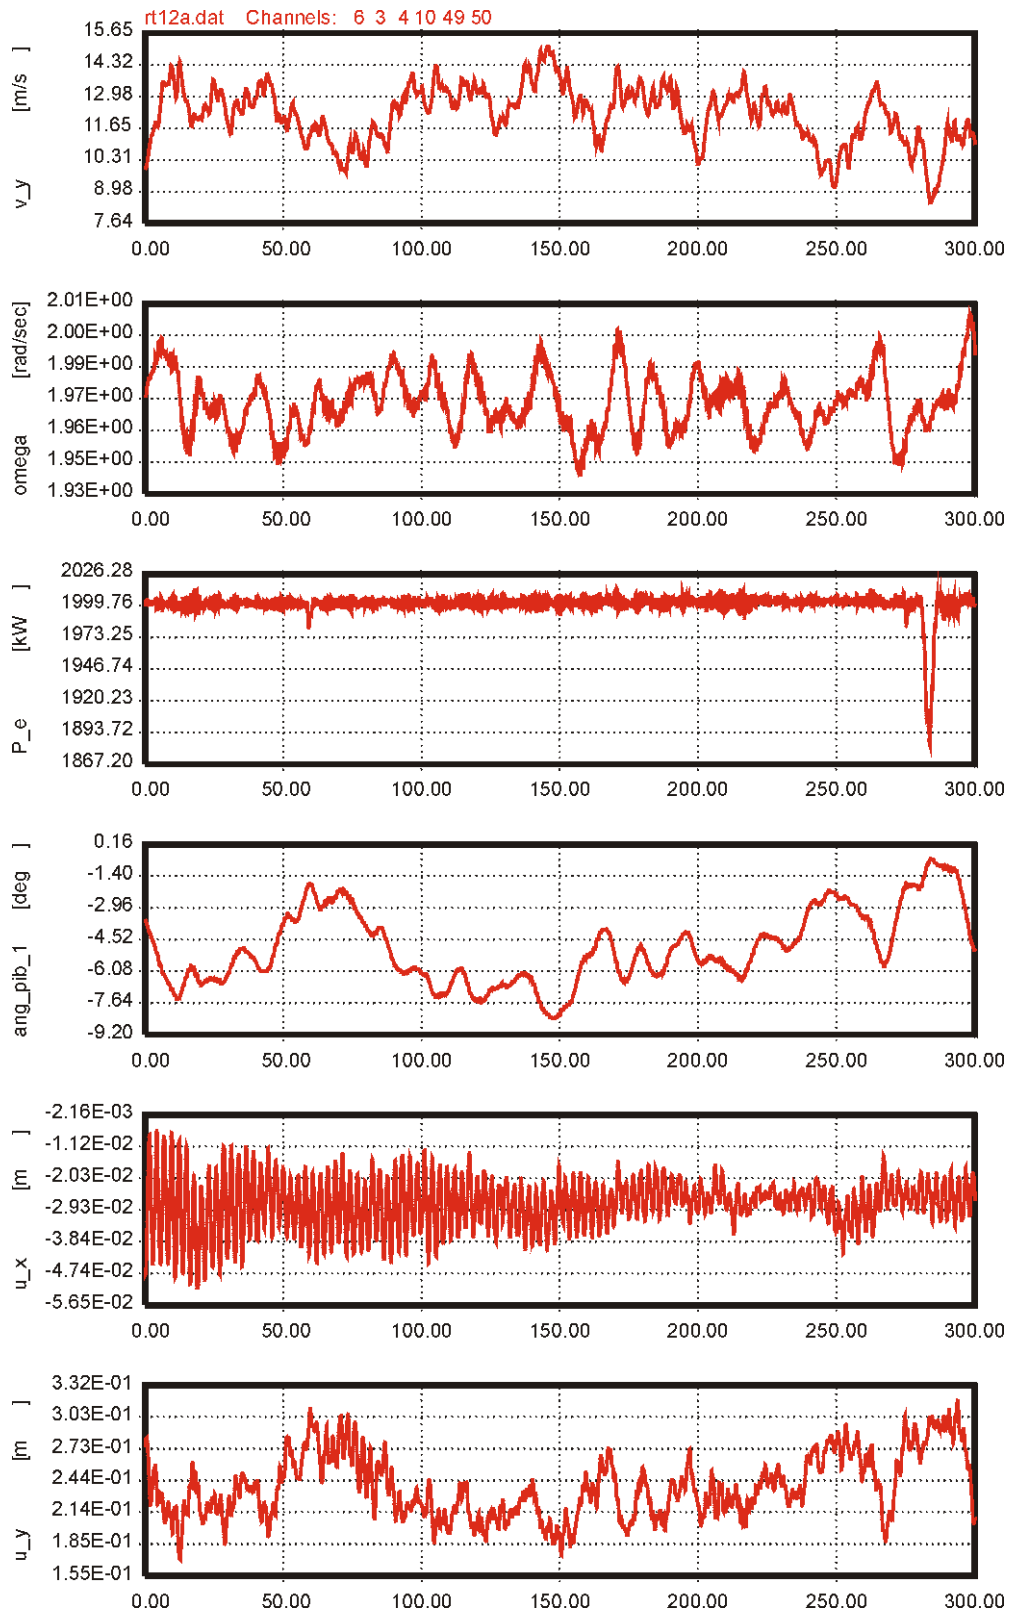 rt12a.dat Channels: 6 3 4 10 49 50
v_y [m/s ]
15.65
14.32
12.98
11.65
10.31
8.98
7.64
0.00 50.00 100.00 150.00 200.00 250.00 300.00
omega [rad/sec]
2.01E+00
2.00E+00
1.99E+00
1.97E+00
1.96E+00
1.95E+00
1.93E+00
0.00 50.00 100.00 150.00 200.00 250.00 300.00
P_e [kW ]
2026.28
1999.76
1973.25
1946.74
1920.23
1893.72
1867.20
0.00 50.00 100.00 150.00 200.00 250.00 300.00
ang_pib_1 [deg ]
0.16
-1.40
-2.96
-4.52
-6.08
-7.64
-9.20
0.00 50.00 100.00 150.00 200.00 250.00 300.00
u_x [m ]
-2.16E-03
-1.12E-02
-2.03E-02
-2.93E-02
-3.84E-02
-4.74E-02
-5.65E-02
0.00 50.00 100.00 150.00 200.00 250.00 300.00
u_y [m ]
3.32E-01
3.03E-01
2.73E-01
2.44E-01
2.14E-01
1.85E-01
1.55E-01
0.00 50.00 100.00 150.00 200.00 250.00 300.00